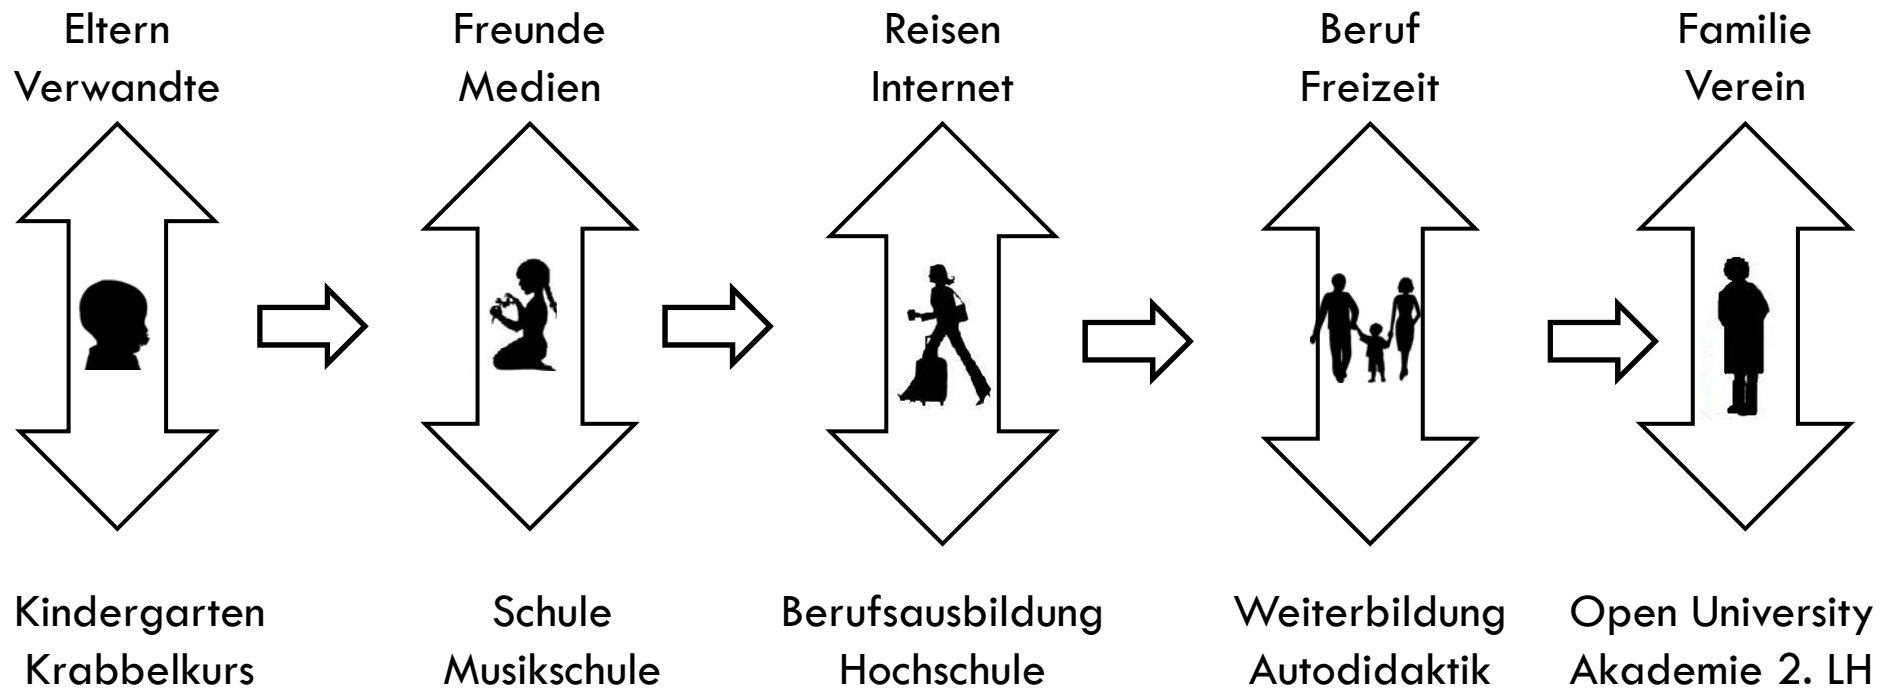 Eltern
Verwandte
Freunde
Medien
Reisen
Internet
Beruf
Freizeit
Familie
Verein
Kindergarten
Krabbelkurs
Schule
Musikschule
Berufsausbildung
Hochschule
Weiterbildung
Autodidaktik
Open University
Akademie 2. LH